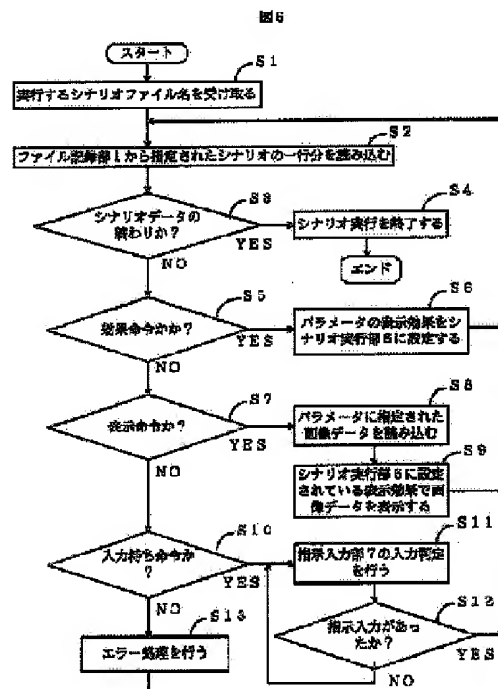 図6
スタート
S1
実行するシナリオファイル名を受け取る
S2
ファイル記録部1から指定されたシナリオの一行分を読み込む
S3
シナリオデータの
終わりか?
YES
NO
S4
シナリオ実行を終了する
エンド
S5
効果命令かか?
YES
NO
S6
パラメータの表示効果をシ
ナリオ実行部6に設定する
S7
表示命令か?
YES
NO
S8
パラメータに指定された
画像データを読み込む
S9
シナリオ実行部6に設定
されている表示効果で画
像データを表示する
S10
入力待ち命令か
?
YES
NO
S11
指示入力部7の入力判定
を行う
S12
指示入力があっ
たか?
YES
NO
S13
エラー処理を行う